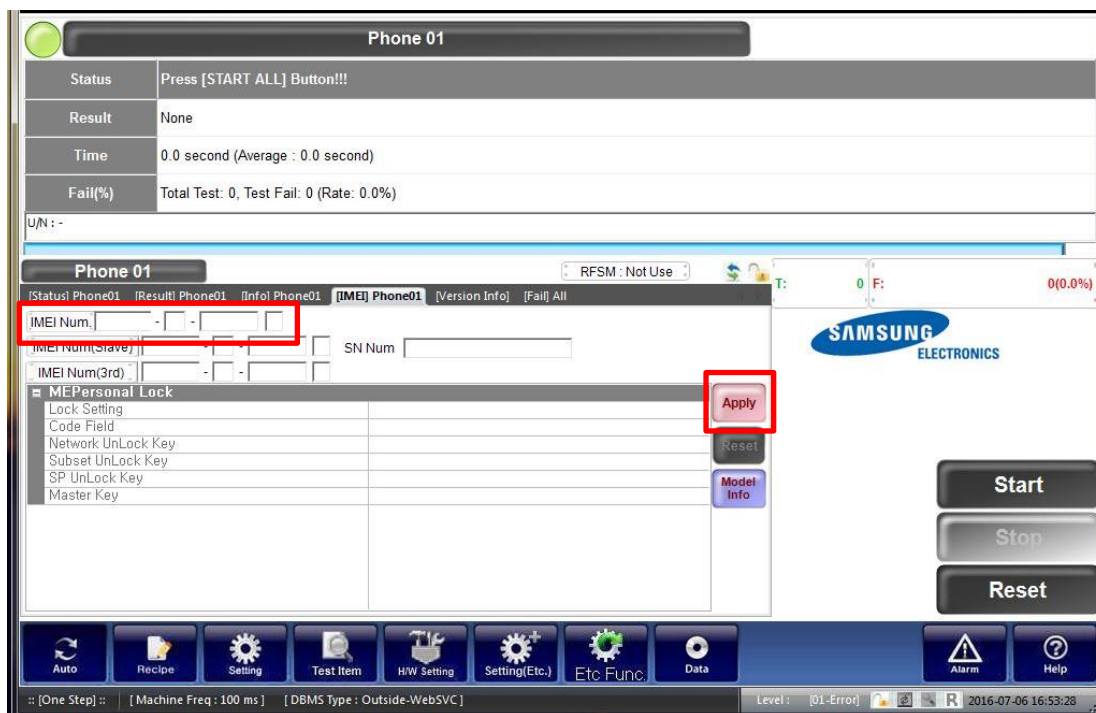 Phone 01
Status Press [START ALL] Button!!!
Result None
Time 0.0 second (Average : 0.0 second)
Fail(%) Total Test: 0, Test Fail: 0 (Rate: 0.0%)
U/N : -
Phone 01 RFSM : Not Use
[Status] Phone01 [Result] Phone01 [Info] Phone01 [IMEI] Phone01 [Version Info] [Fail] All
T: 0 F: 0(0.0%)
IMEI Num. - -
IMEI Num(Slave) - - SN Num
IMEI Num(3rd) - -
SAMSUNG
ELECTRONICS
MEPersonal Lock
Lock Setting
Code Field
Network UnLock Key
Subset UnLock Key
SP UnLock Key
Master Key
Apply
Reset
Model
Info
Start
Stop
Reset
Auto Recipe Setting Test Item H/W Setting Setting(Etc.) Etc Func. Data Alarm Help
:: [One Step] :: [ Machine Freq : 100 ms ] [ DBMS Type : Outside-WebSVC ] Level : [01-Error] R 2016-07-06 16:53:28